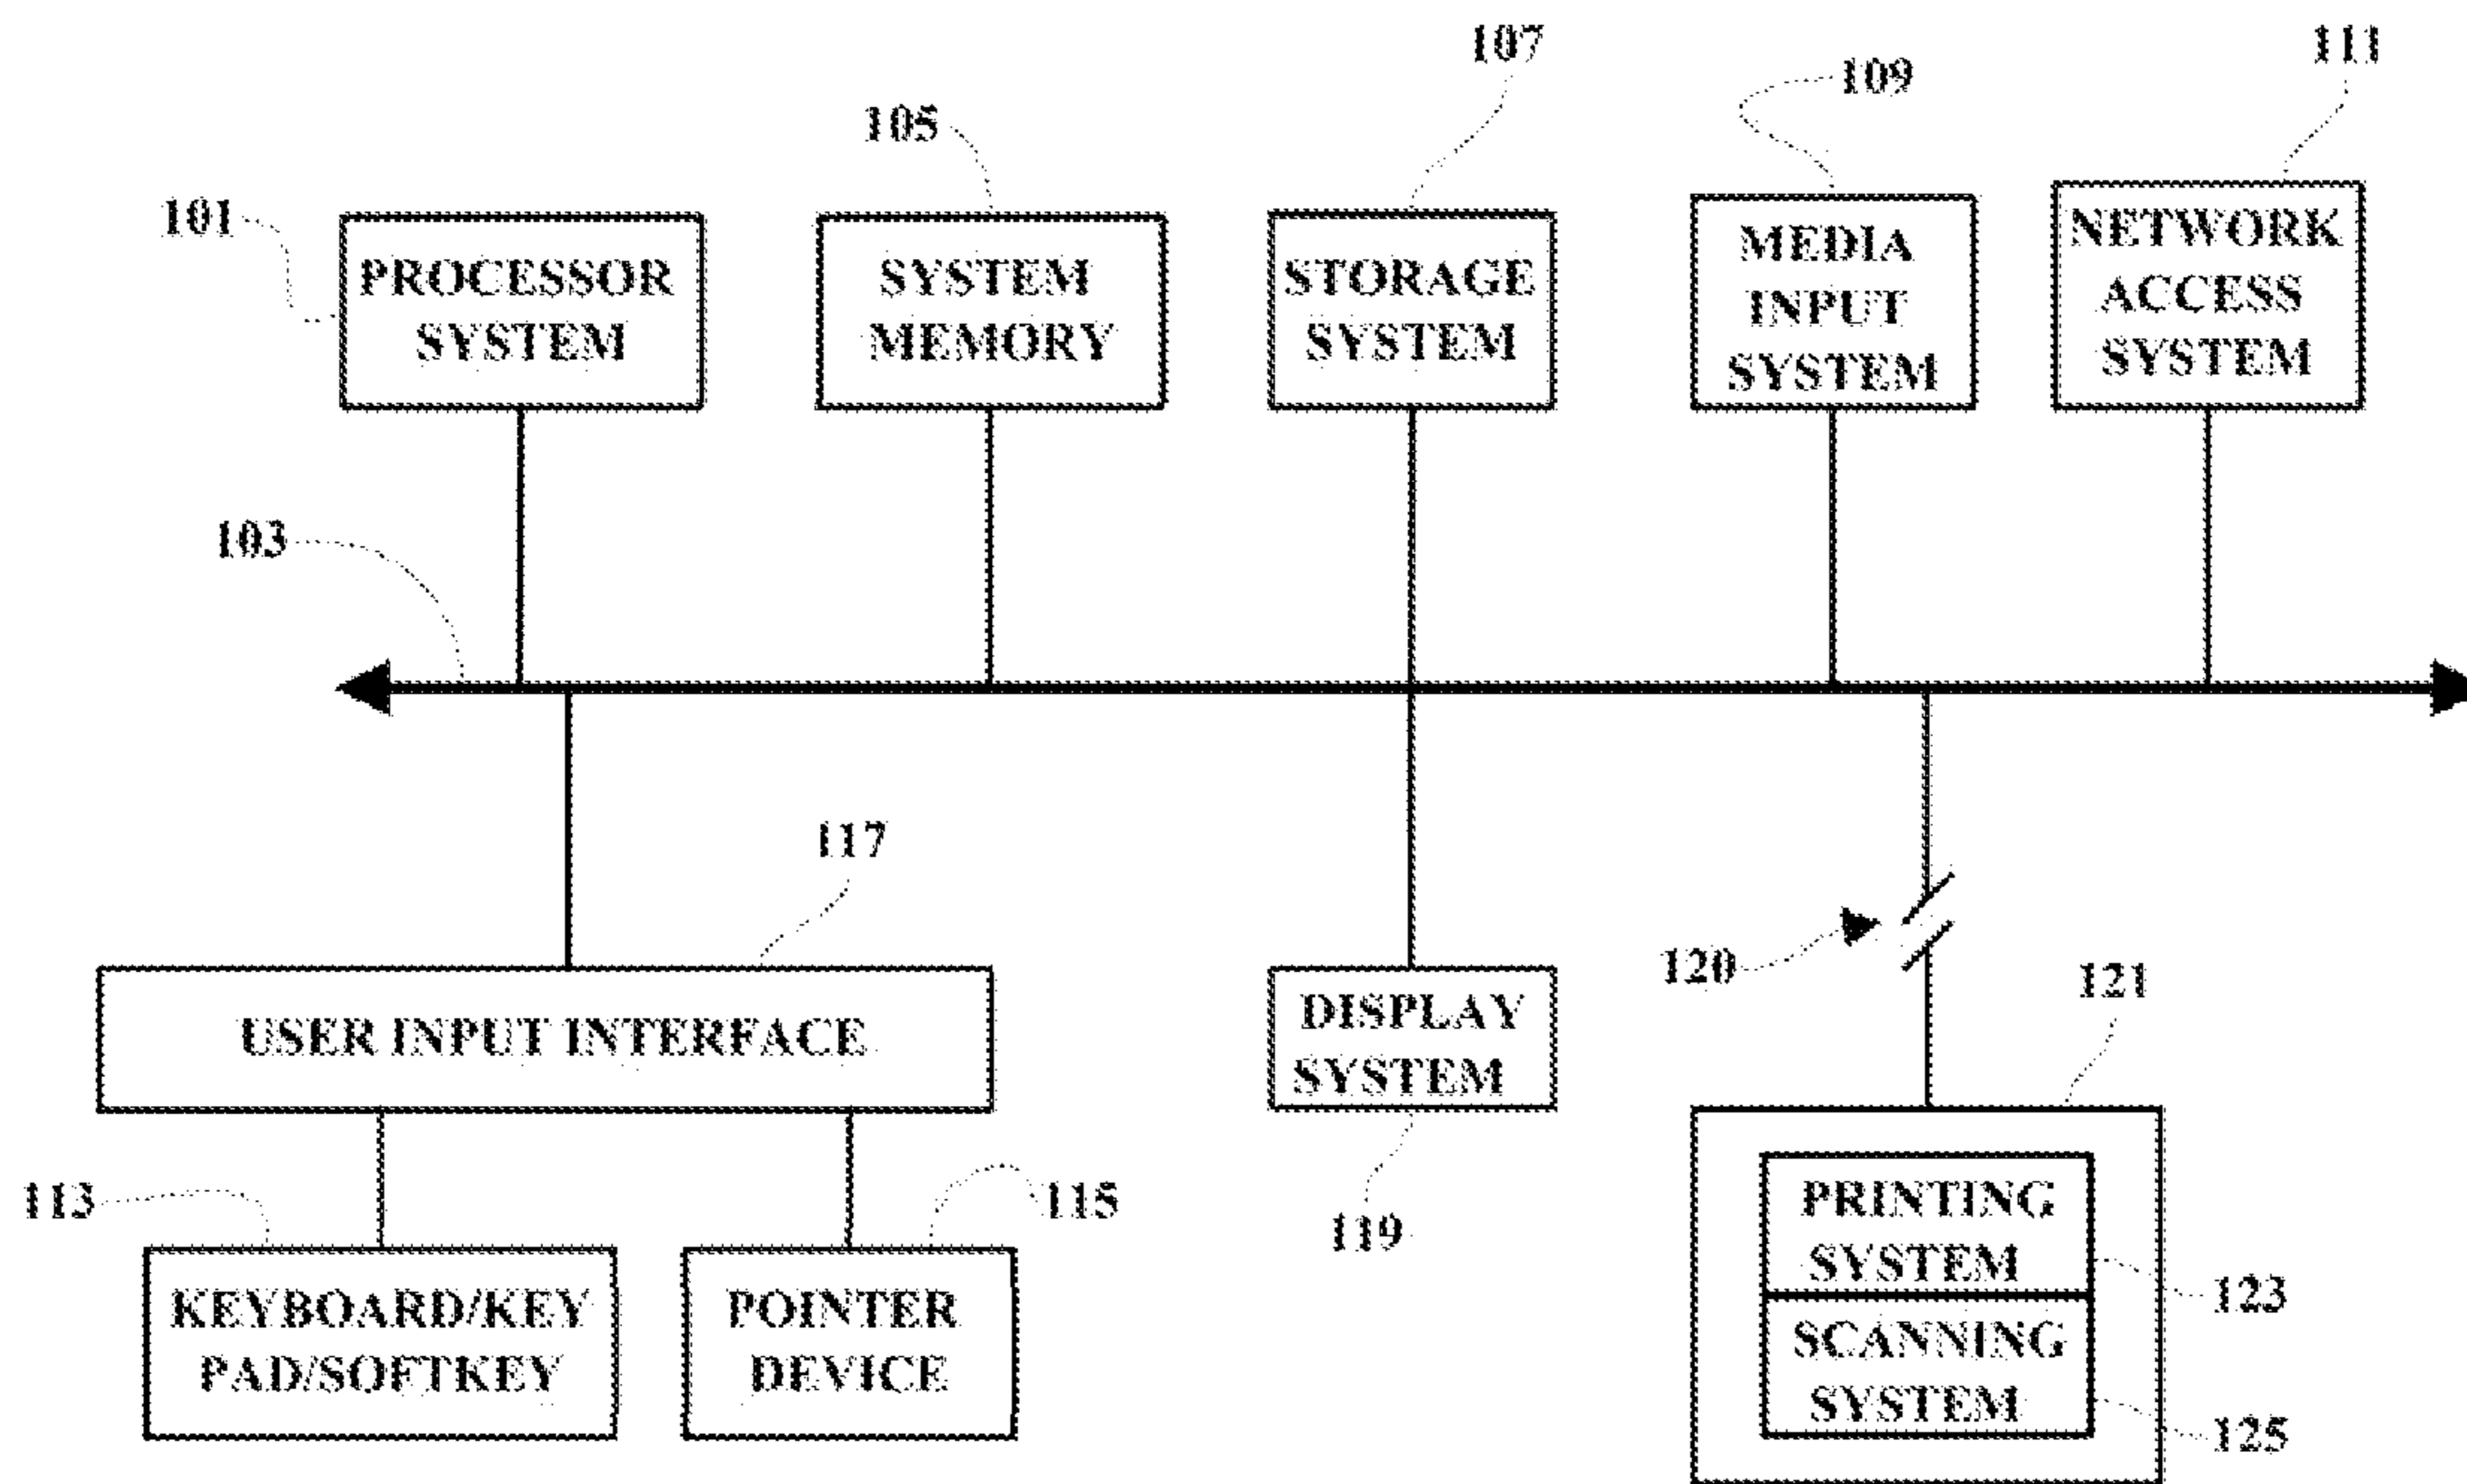 107
111
109
105
101
PROCESSOR
SYSTEM
SYSTEM
MEMORY
STORAGE
SYSTEM
MEDIA
INPUT
SYSTEM
NETWORK
ACCESS
SYSTEM
103
117
120
121
USER INPUT INTERFACE
DISPLAY
SYSTEM
113
115
119
KEYBOARD/KEY
PAD/SOFTKEY
POINTER
DEVICE
PRINTING
SYSTEM
123
SCANNING
SYSTEM
125